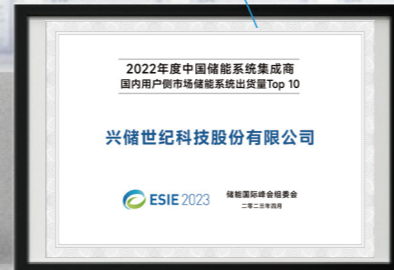 2022年度中国储能系统集成商
国内用户侧市场储能系统出货量Top 10
兴储世纪科技股份有限公司
ESIE 2023
储能国际峰会组委会
二零二三年四月